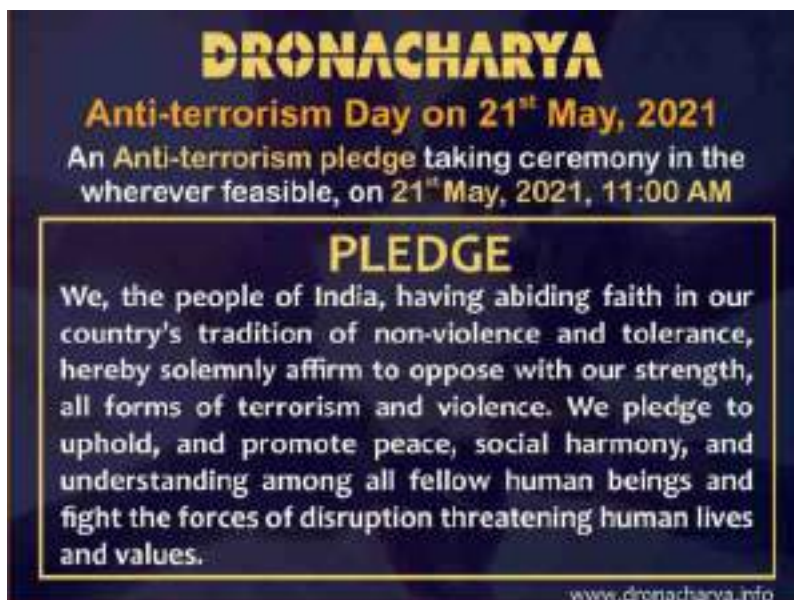 DRONACHARYA
Anti-terrorism Day on 21st May, 2021
An Anti-terrorism pledge taking ceremony in the
wherever feasible, on 21st May, 2021, 11:00 AM
PLEDGE
We, the people of India, having abiding faith in our
country's tradition of non-violence and tolerance,
hereby solemnly affirm to oppose with our strength,
all forms of terrorism and violence. We pledge to
uphold, and promote peace, social harmony, and
understanding among all fellow human beings and
fight the forces of disruption threatening human lives
and values.
www.dronacharya.info